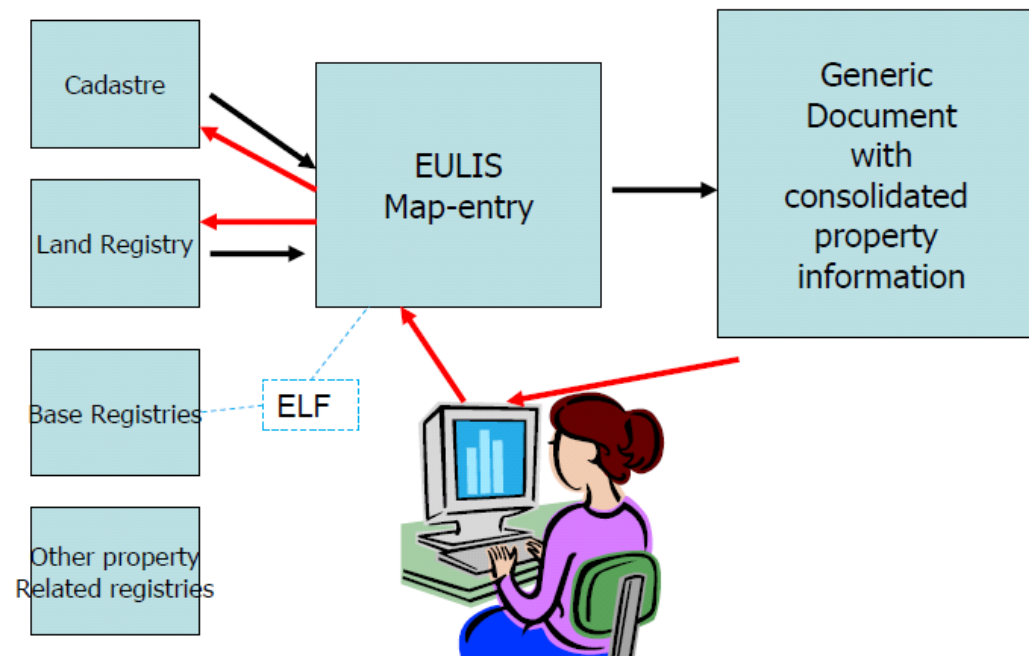 Cadastre
Land Registry
Base Registries
Other property
Related registries
EULIS
Map-entry
ELF
Generic
Document
with
consolidated
property
information